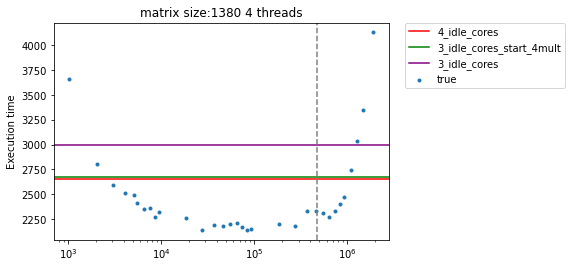 matrix size:1380 4 threads
4_idle_cores
3_idle_cores_start_4mult
3_idle_cores
true
Execution time
4000
3750
3500
3250
3000
2750
2500
2250
10³
10⁴
10⁵
10⁶